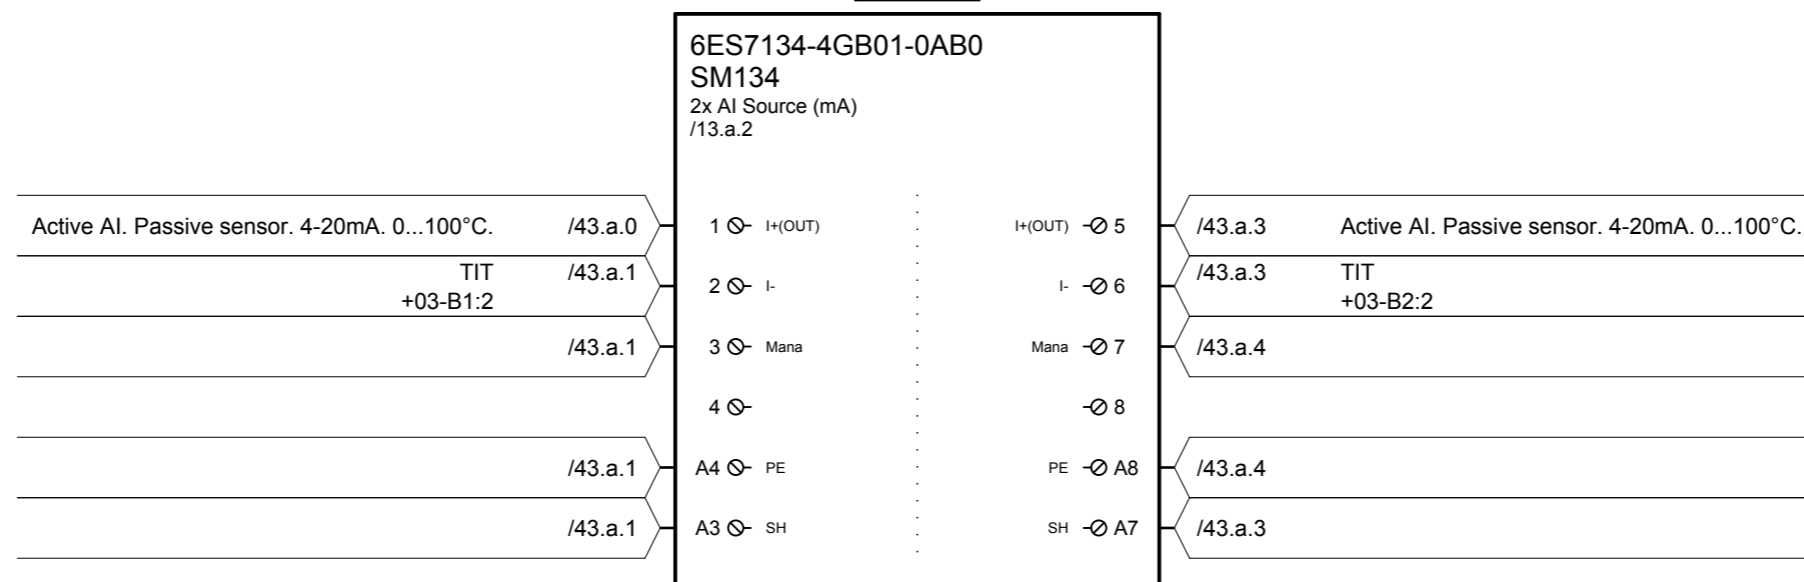 6ES7134-4GB01-0AB0
SM134
2x AI Source (mA)
/13.a.2
Active AI. Passive sensor. 4-20mA. 0...100°C. /43.a.0 1 I+(OUT) I+(OUT) 5 /43.a.3 Active AI. Passive sensor. 4-20mA. 0...100°C.
TIT /43.a.1 2 I- I- 6 /43.a.3 TIT
+03-B1:2 +03-B2:2
/43.a.1 3 Mana Mana 7 /43.a.4
4 8
/43.a.1 A4 PE PE A8 /43.a.4
/43.a.1 A3 SH SH A7 /43.a.3